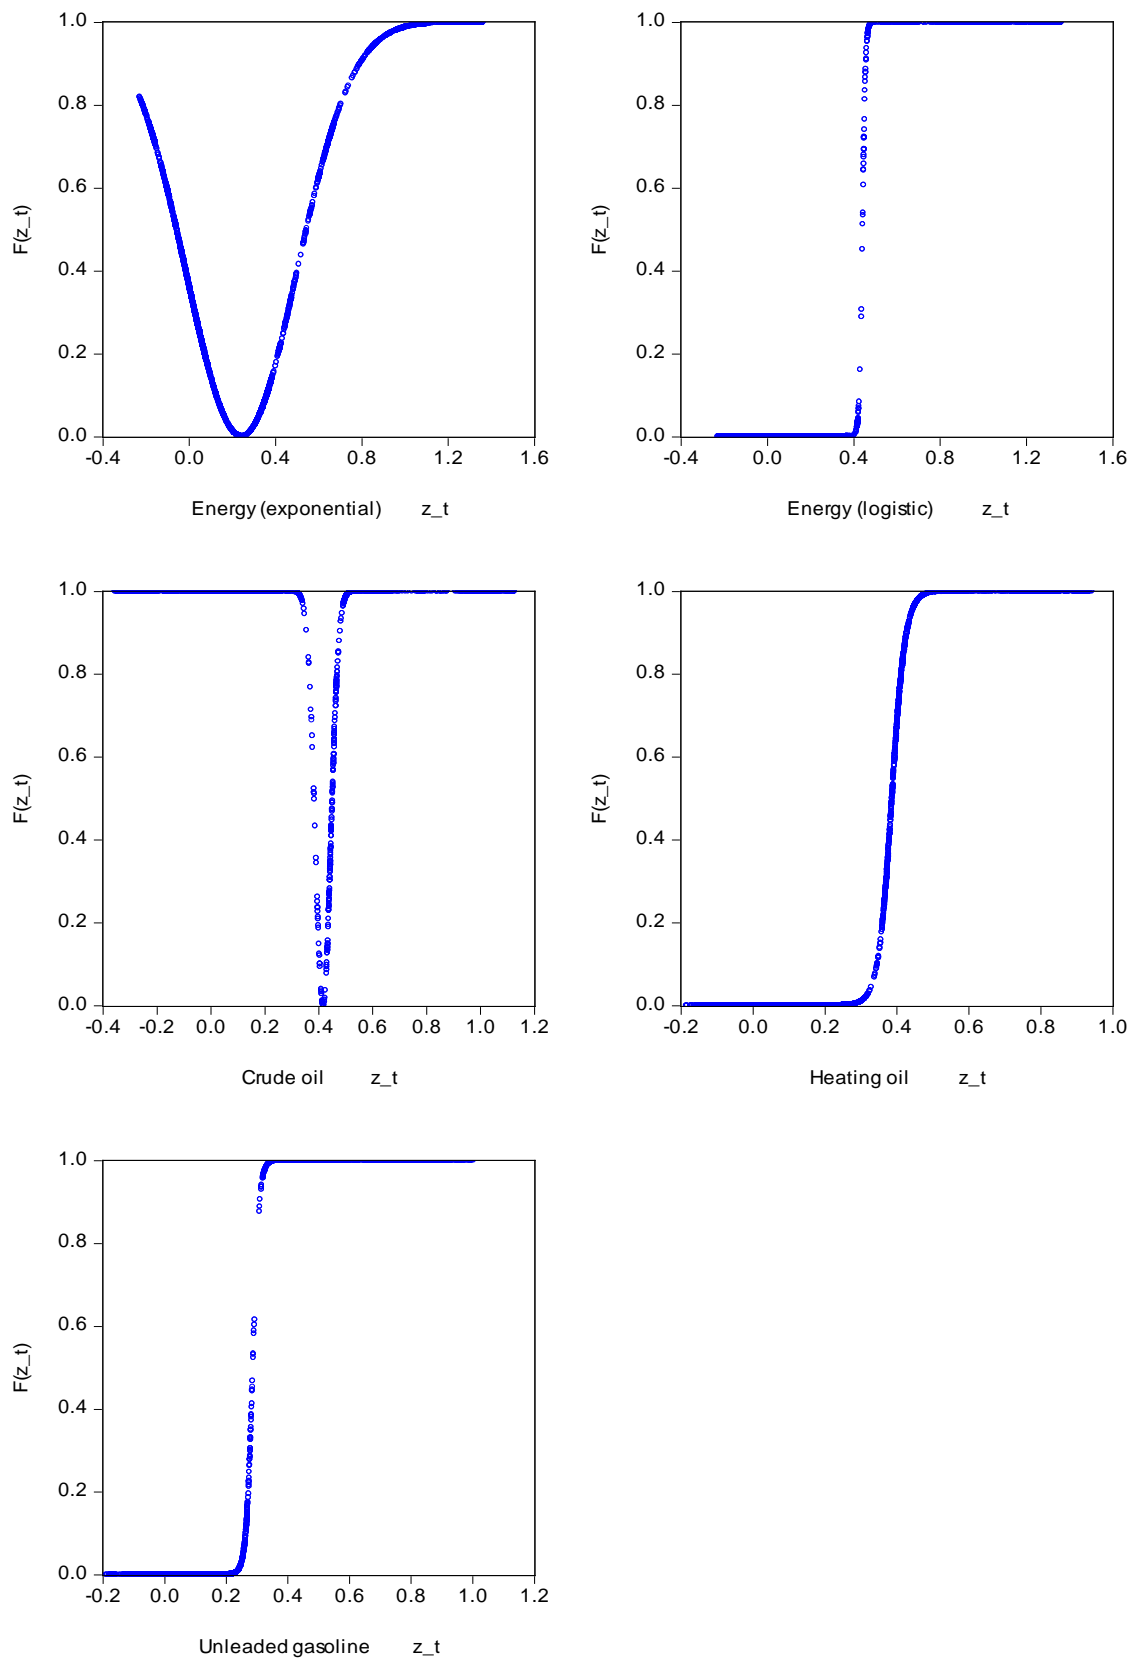 1.0
0.8
0.6
0.4
0.2
0.0
F(z_t)
-0.4 0.0 0.4 0.8 1.2 1.6
Energy (exponential) z_t
1.0
0.8
0.6
0.4
0.2
0.0
F(z_t)
-0.4 0.0 0.4 0.8 1.2 1.6
Energy (logistic) z_t
1.0
0.8
0.6
0.4
0.2
0.0
F(z_t)
-0.4 -0.2 0.0 0.2 0.4 0.6 0.8 1.0 1.2
Crude oil z_t
1.0
0.8
0.6
0.4
0.2
0.0
F(z_t)
-0.2 0.0 0.2 0.4 0.6 0.8 1.0
Heating oil z_t
1.0
0.8
0.6
0.4
0.2
0.0
F(z_t)
-0.2 0.0 0.2 0.4 0.6 0.8 1.0 1.2
Unleaded gasoline z_t